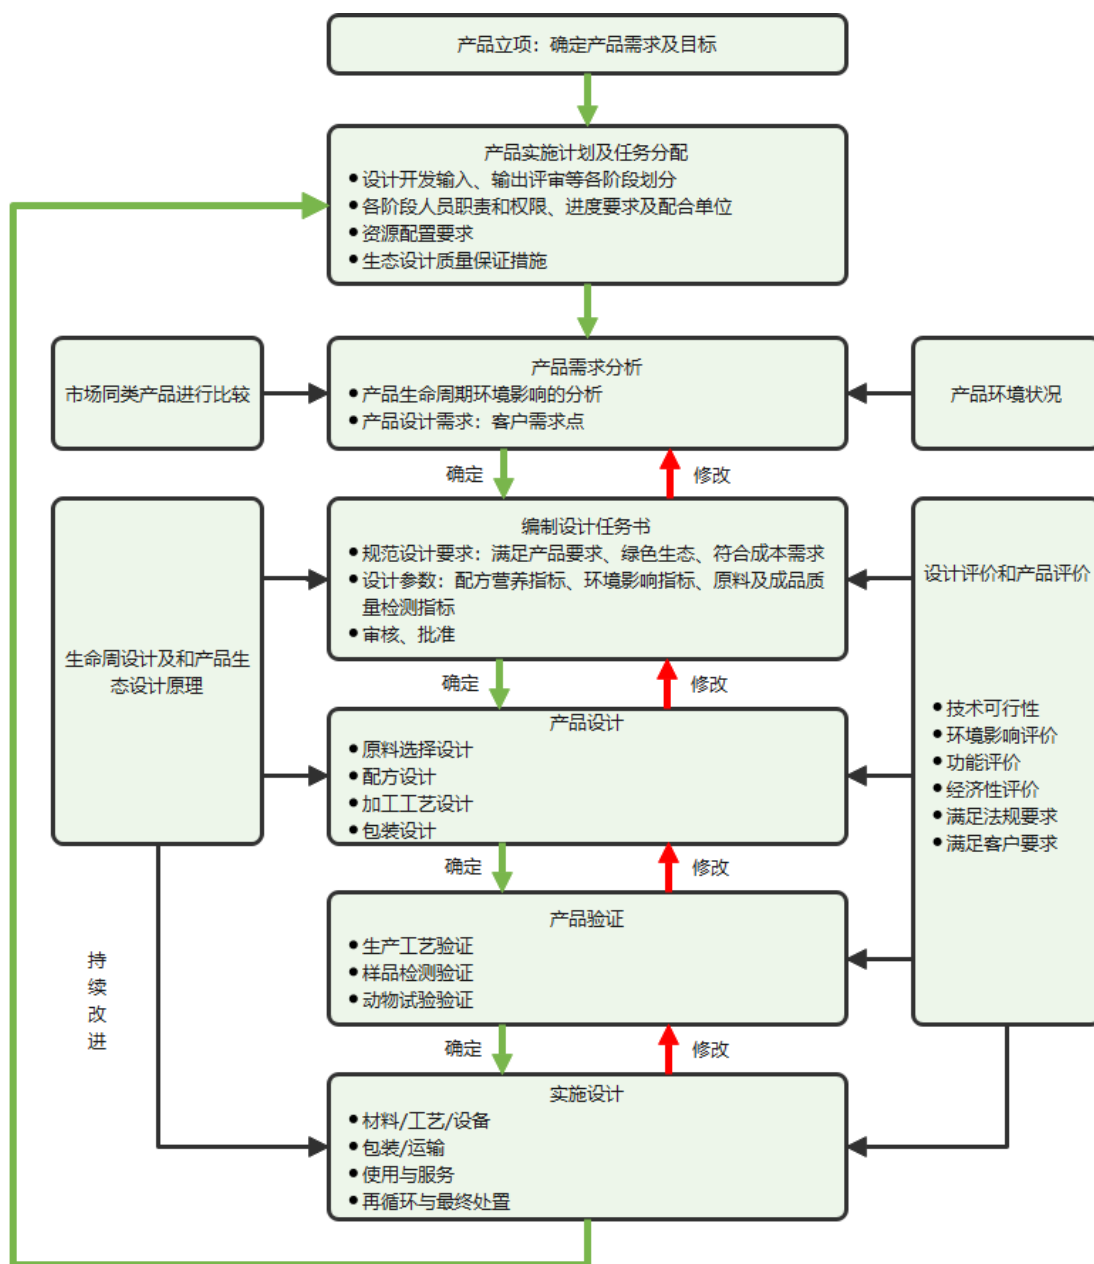 产品立项：确定产品需求及目标
产品实施计划及任务分配
●设计开发输入、输出评审等各阶段划分
●各阶段人员职责和权限、进度要求及配合单位
●资源配置要求
●生态设计质量保证措施
市场同类产品进行比较
产品需求分析
●产品生命周期环境影响的分析
●产品设计需求：客户需求点
产品环境状况
确定
修改
生命周设计及和产品生
态设计原理
编制设计任务书
●规范设计要求：满足产品要求、绿色生态、符合成本需求
●设计参数：配方营养指标、环境影响指标、原料及成品质
量检测指标
●审核、批准
设计评价和产品评价
●技术可行性
●环境影响评价
●功能评价
●经济性评价
●满足法规要求
●满足客户要求
确定
修改
产品设计
●原料选择设计
●配方设计
●加工工艺设计
●包装设计
确定
修改
产品验证
●生产工艺验证
●样品检测验证
●动物试验验证
持
续
改
进
确定
修改
实施设计
●材料/工艺/设备
●包装/运输
●使用与服务
●再循环与最终处置